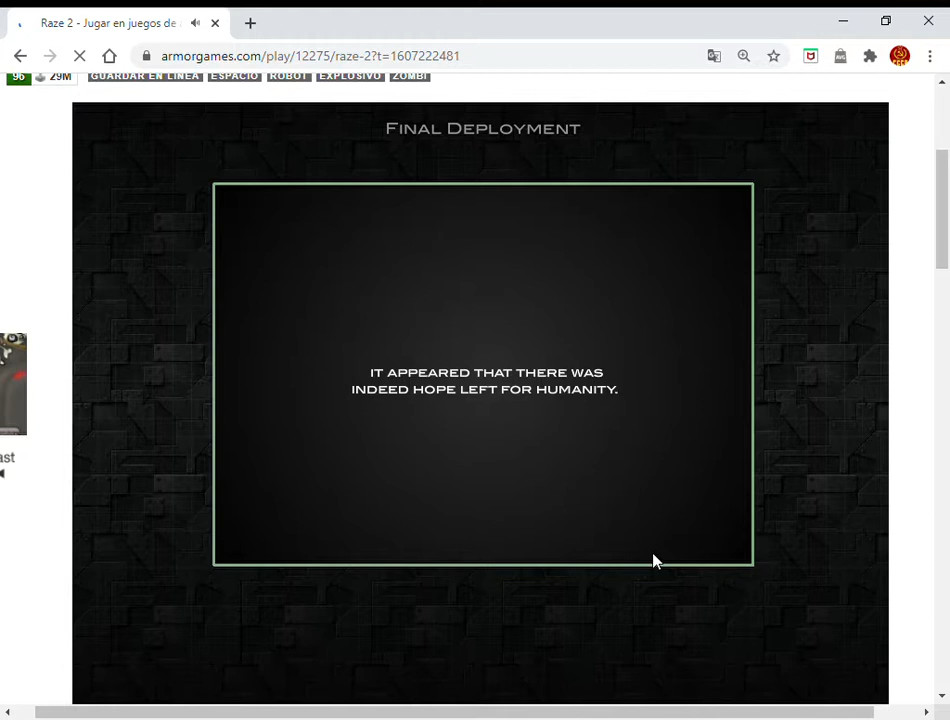 Raze 2 - Jugar en juegos de
armorgames.com/play/12275/raze-2?t=1607222481
96 29M GUARDAR EN LÍNEA ESPACIO ROBOT EXPLOSIVO ZOMBI
FINAL DEPLOYMENT
IT APPEARED THAT THERE WAS
INDEED HOPE LEFT FOR HUMANITY.
ast